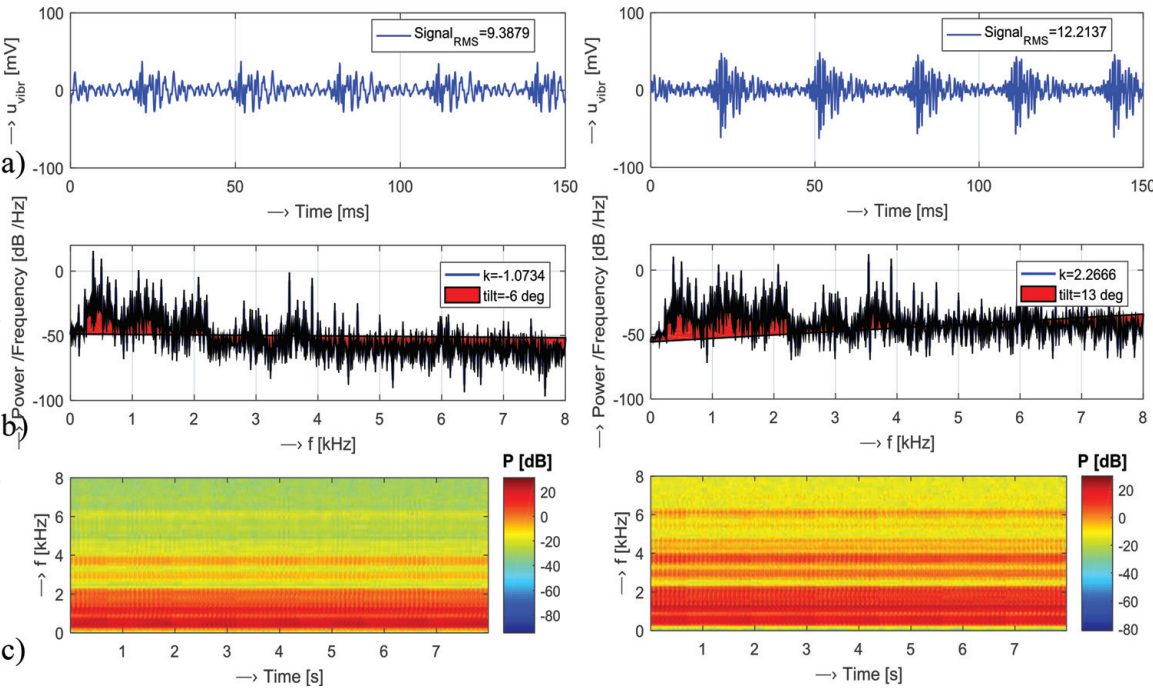 a)
—> u_vibr [mV]
100
0
-100
Signal_RMS=9.3879
0 50 100 150
—> Time [ms]
—> u_vibr [mV]
100
0
-100
Signal_RMS=12.2137
0 50 100 150
—> Time [ms]
b)
—> Power /Frequency [dB /Hz]
0
-50
-100
k=-1.0734
tilt=-6 deg
0 1 2 3 4 5 6 7 8
—> f [kHz]
—> Power /Frequency [dB /Hz]
0
-50
-100
k=2.2666
tilt=13 deg
0 1 2 3 4 5 6 7 8
—> f [kHz]
c)
—> f [kHz]
8
6
4
2
0
1 2 3 4 5 6 7
—> Time [s]
P [dB]
20
0
-20
-40
-60
-80
—> f [kHz]
8
6
4
2
0
1 2 3 4 5 6 7
—> Time [s]
P [dB]
20
0
-20
-40
-60
-80